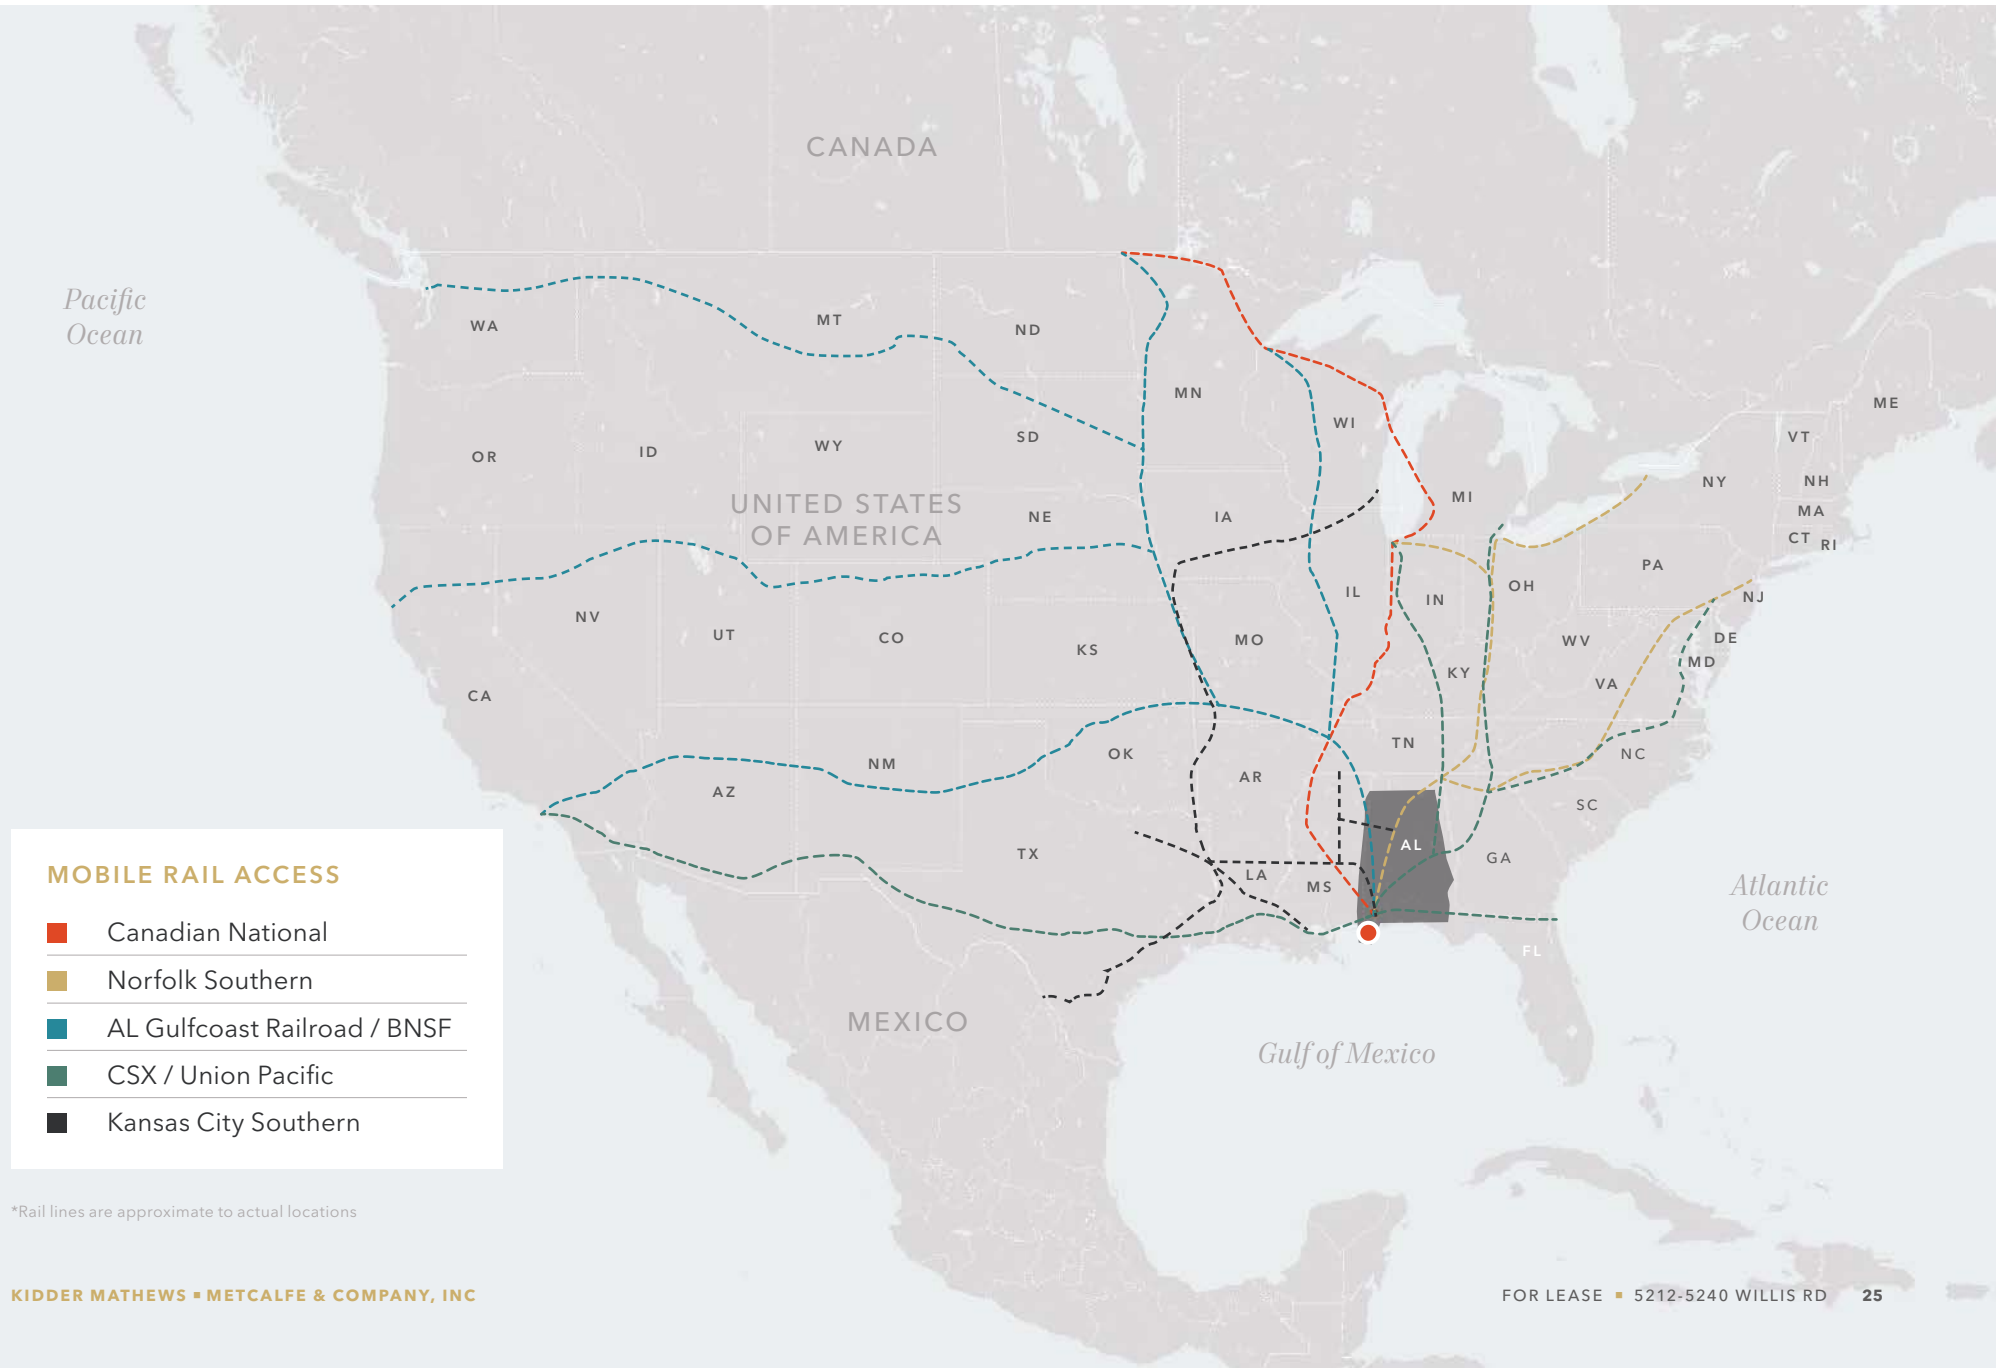 CANADA
Pacific
Ocean
WA
MT
ND
MN
WI
MI
ME
VT
NH
NY
MA
CT
RI
OR
ID
WY
SD
UNITED STATES
OF AMERICA
NE
IA
PA
NJ
OH
IL
IN
NV
UT
CO
KS
MO
WV
DE
MD
KY
VA
CA
OK
TN
NC
NM
AZ
AR
SC
AL
GA
TX
LA
MS
FL
Atlantic
Ocean
MEXICO
Gulf of Mexico
MOBILE RAIL ACCESS
Canadian National
Norfolk Southern
AL Gulfcoast Railroad / BNSF
CSX / Union Pacific
Kansas City Southern
*Rail lines are approximate to actual locations
KIDDER MATHEWS ▪ METCALFE & COMPANY, INC
FOR LEASE ▪ 5212-5240 WILLIS RD 25